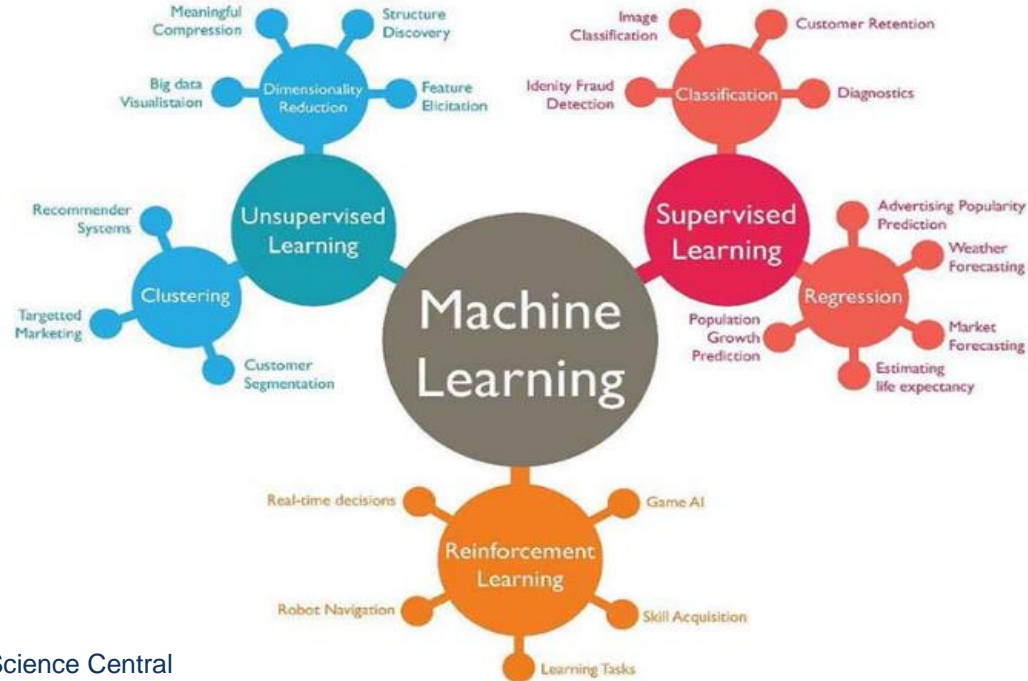 Meaningful
Compression
Structure
Discovery
Big data
Visualistaion
Dimensionality
Reduction
Feature
Elicitation
Image
Classification
Customer Retention
Idenity Fraud
Detection
Classification
Diagnostics
Recommender
Systems
Unsupervised
Learning
Supervised
Learning
Advertising Popularity
Prediction
Weather
Forecasting
Clustering
Regression
Targetted
Marketing
Customer
Segmentation
Machine
Learning
Population
Growth
Prediction
Market
Forecasting
Estimating
life expectancy
Real-time decisions
Game AI
Reinforcement
Learning
Robot Navigation
Skill Acquisition
Learning Tasks
Science Central